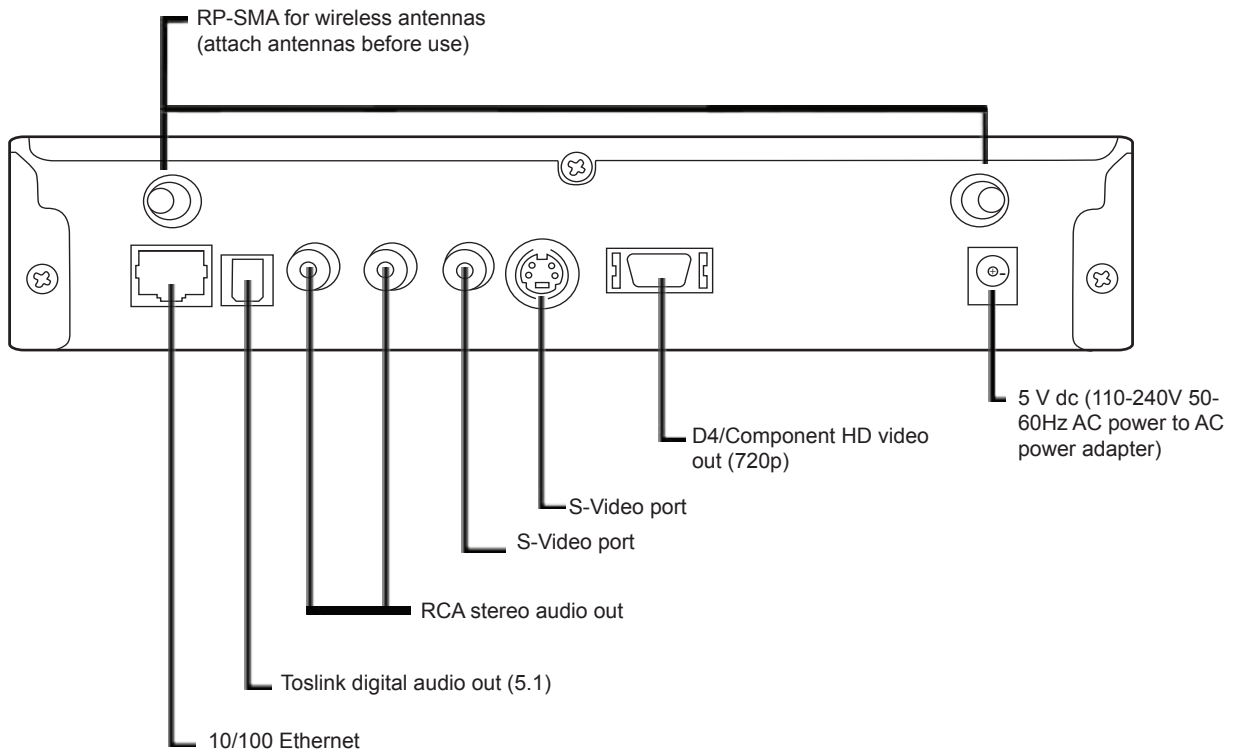 RP-SMA for wireless antennas
(attach antennas before use)
5 V dc (110-240V 50-
60Hz AC power to AC
power adapter)
D4/Component HD video
out (720p)
S-Video port
S-Video port
RCA stereo audio out
Toslink digital audio out (5.1)
10/100 Ethernet